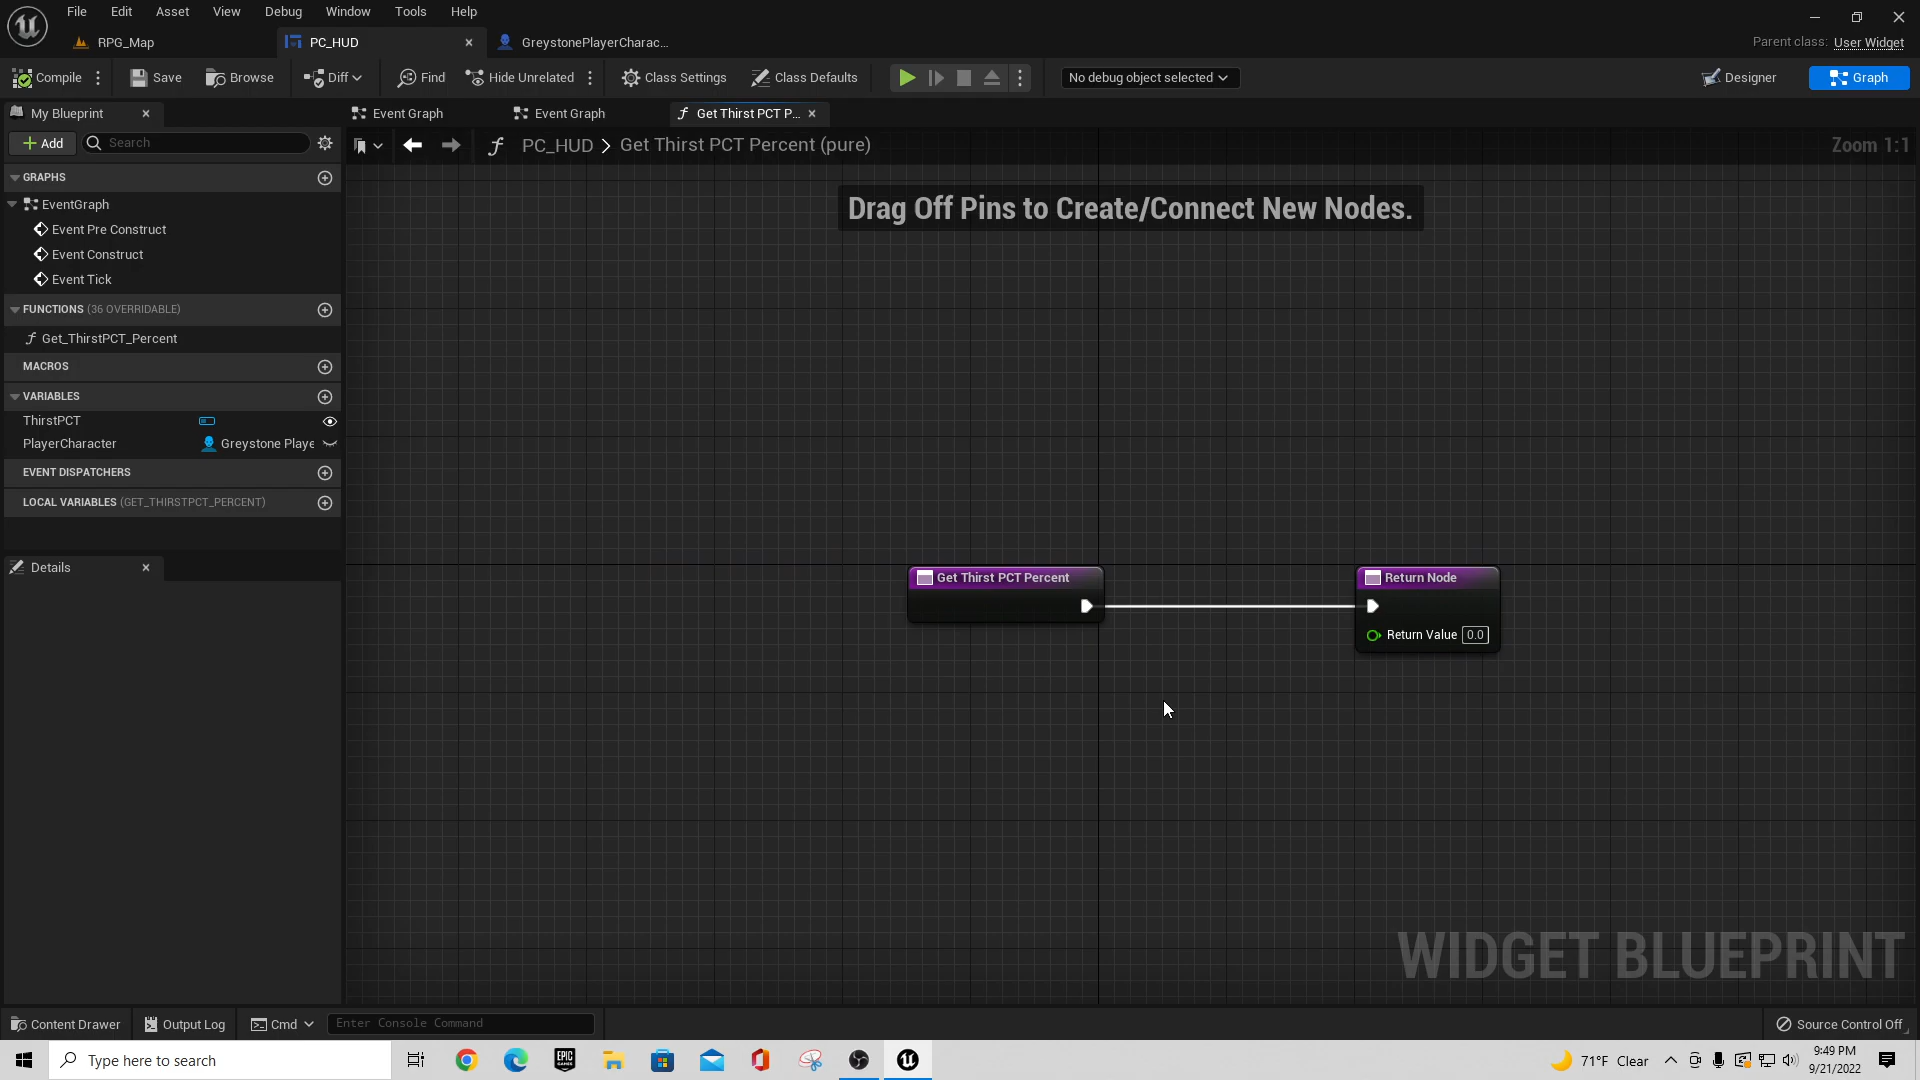 File Edit Asset View Debug Window Tools Help
RPG_Map PC_HUD GreystonePlayerCharac...
Parent class: User Widget
Compile Save Browse Diff Find Hide Unrelated Class Settings Class Defaults No debug object selected Designer Graph
My Blueprint Event Graph Event Graph Get Thirst PCT P...
Add Search PC_HUD > Get Thirst PCT Percent (pure) Zoom 1:1
GRAPHS
EventGraph
Event Pre Construct
Event Construct
Event Tick
FUNCTIONS (36 OVERRIDABLE)
Get_ThirstPCT_Percent
MACROS
VARIABLES
ThirstPCT
PlayerCharacter Greystone Playe
EVENT DISPATCHERS
LOCAL VARIABLES (GET_THIRSTPCT_PERCENT)
Details
Drag Off Pins to Create/Connect New Nodes.
Get Thirst PCT Percent
Return Node
Return Value 0.0
WIDGET BLUEPRINT
Content Drawer Output Log Cmd Enter Console Command Source Control Off
Type here to search EPIC GAMES 71°F Clear 9:49 PM
9/21/2022